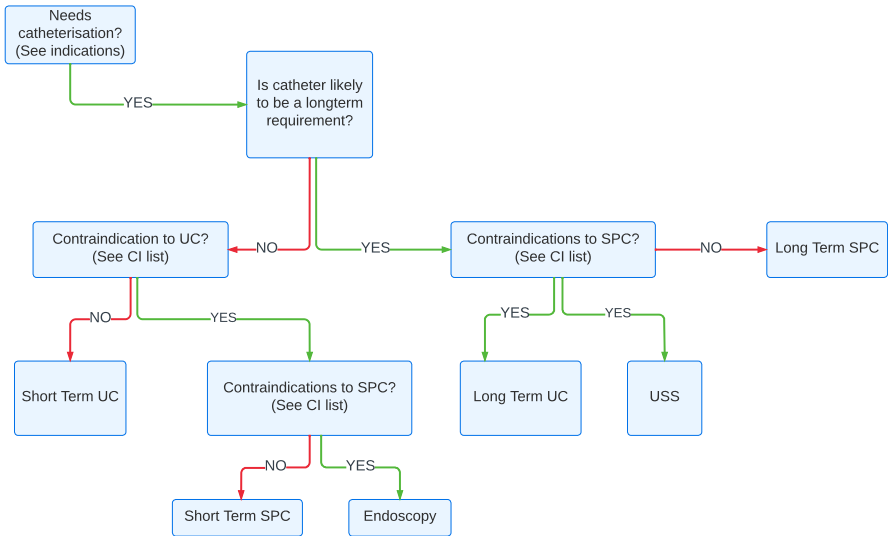 Needs
catheterisation?
(See indications)
YES
Is catheter likely
to be a longterm
requirement?
Contraindication to UC?
(See CI list)
NO
YES
Contraindications to SPC?
(See CI list)
NO
Long Term SPC
NO
YES
YES
YES
Short Term UC
Contraindications to SPC?
(See CI list)
Long Term UC
USS
NO
YES
Short Term SPC
Endoscopy